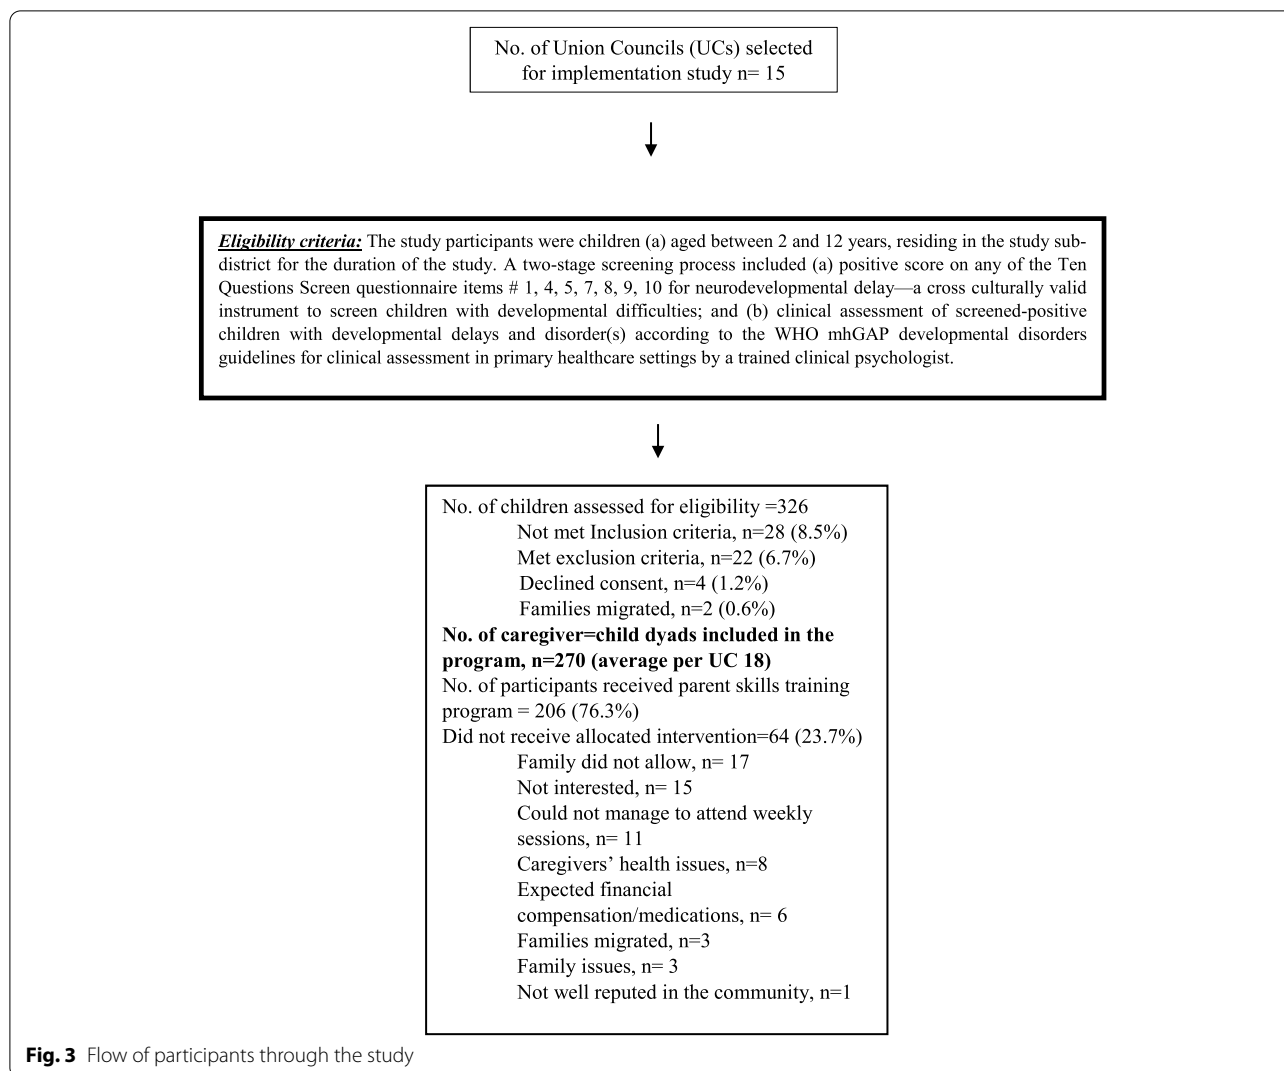 No. of Union Councils (UCs) selected
for implementation study n= 15
Eligibility criteria: The study participants were children (a) aged between 2 and 12 years, residing in the study sub-
district for the duration of the study. A two-stage screening process included (a) positive score on any of the Ten
Questions Screen questionnaire items # 1, 4, 5, 7, 8, 9, 10 for neurodevelopmental delay—a cross culturally valid
instrument to screen children with developmental difficulties; and (b) clinical assessment of screened-positive
children with developmental delays and disorder(s) according to the WHO mhGAP developmental disorders
guidelines for clinical assessment in primary healthcare settings by a trained clinical psychologist.
No. of children assessed for eligibility =326
Not met Inclusion criteria, n=28 (8.5%)
Met exclusion criteria, n=22 (6.7%)
Declined consent, n=4 (1.2%)
Families migrated, n=2 (0.6%)
No. of caregiver=child dyads included in the
program, n=270 (average per UC 18)
No. of participants received parent skills training
program = 206 (76.3%)
Did not receive allocated intervention=64 (23.7%)
Family did not allow, n= 17
Not interested, n= 15
Could not manage to attend weekly
sessions, n= 11
Caregivers’ health issues, n=8
Expected financial
compensation/medications, n= 6
Families migrated, n=3
Family issues, n= 3
Not well reputed in the community, n=1
Fig. 3 Flow of participants through the study